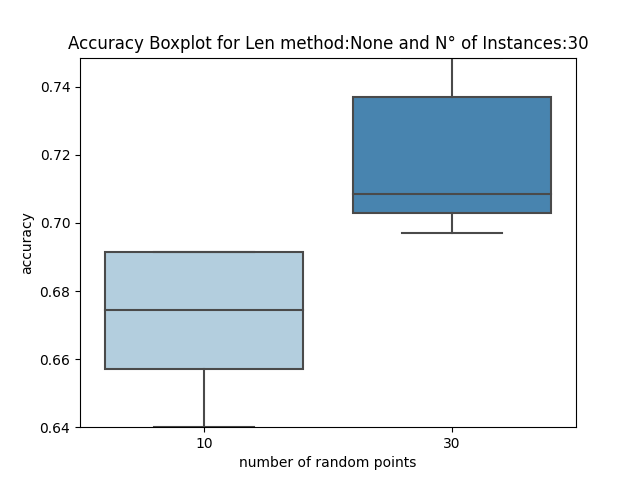 Accuracy Boxplot for Len method:None and N° of Instances:30
0.74
0.72
0.70
0.68
0.66
0.64
accuracy
10
30
number of random points